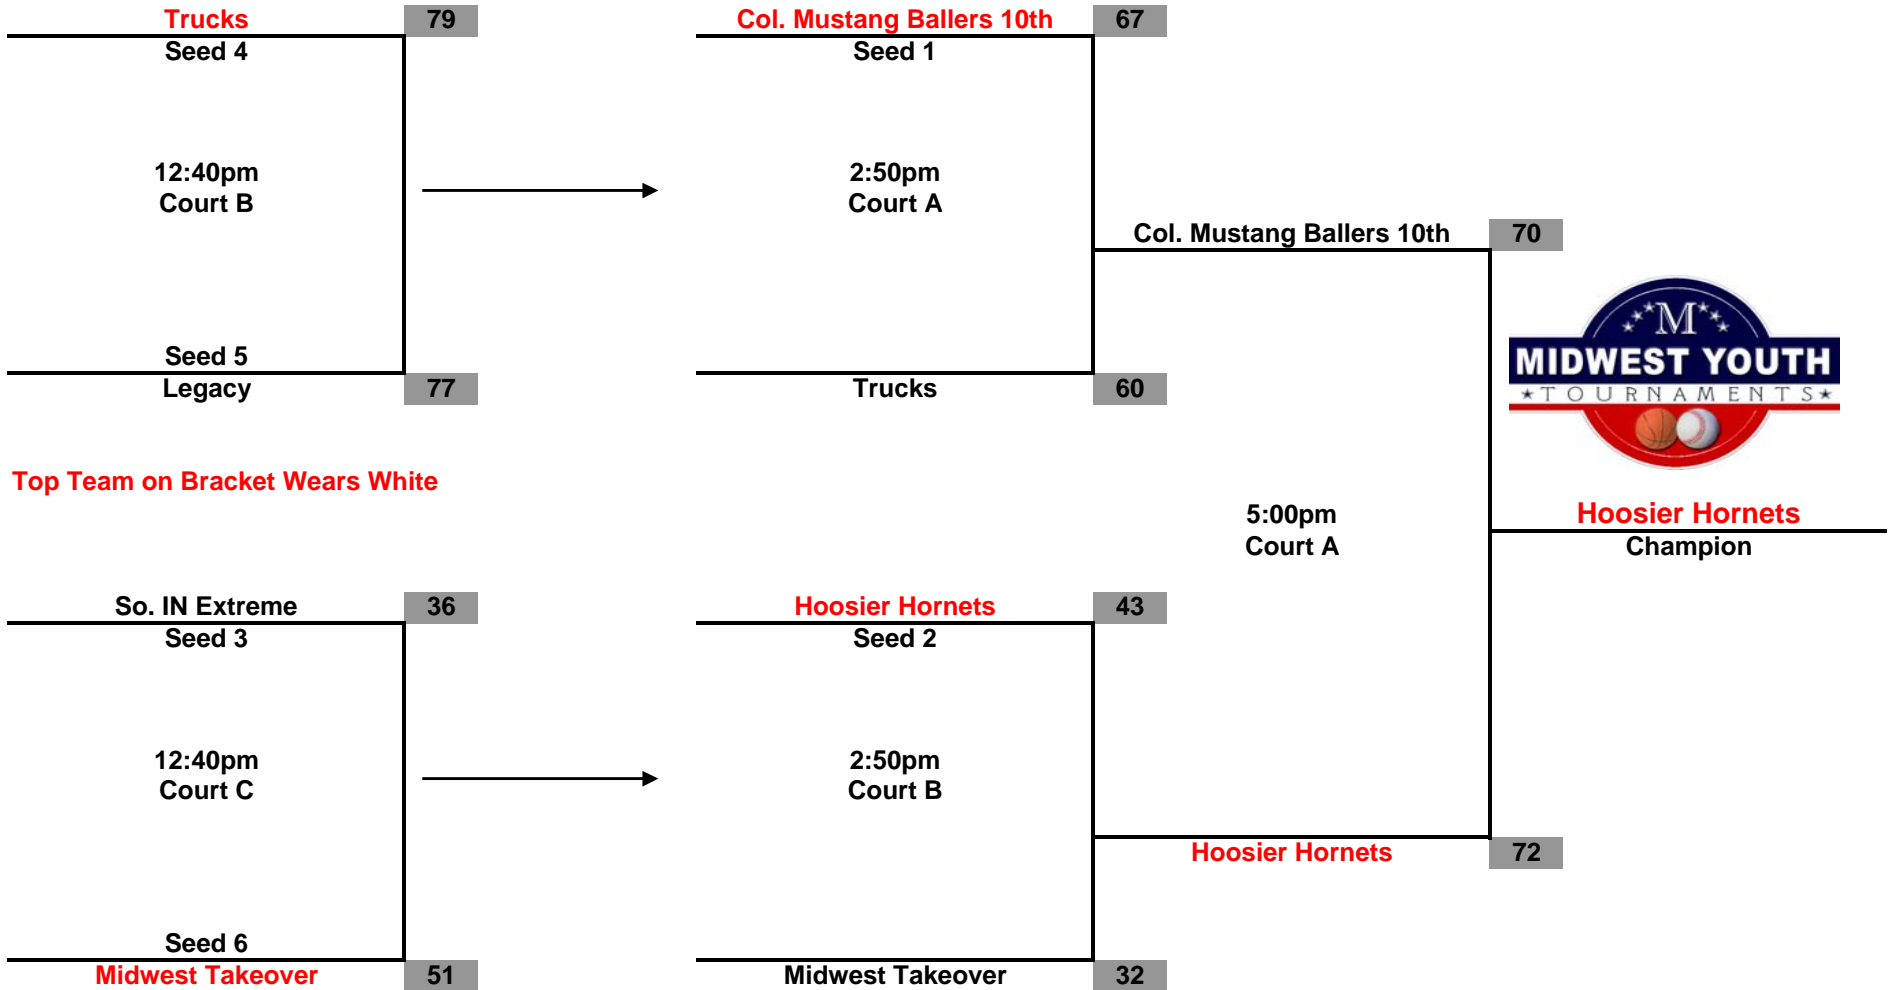 Trucks 79
Seed 4
12:40pm
Court B
Seed 5
Legacy 77
Col. Mustang Ballers 10th 67
Seed 1
2:50pm
Court A
Trucks 60
Top Team on Bracket Wears White
So. IN Extreme 36
Seed 3
12:40pm
Court C
Seed 6
Midwest Takeover 51
Hoosier Hornets 43
Seed 2
2:50pm
Court B
Midwest Takeover 32
Col. Mustang Ballers 10th 70
5:00pm
Court A
Hoosier Hornets 72
M
MIDWEST YOUTH
TOURNAMENTS
Hoosier Hornets
Champion